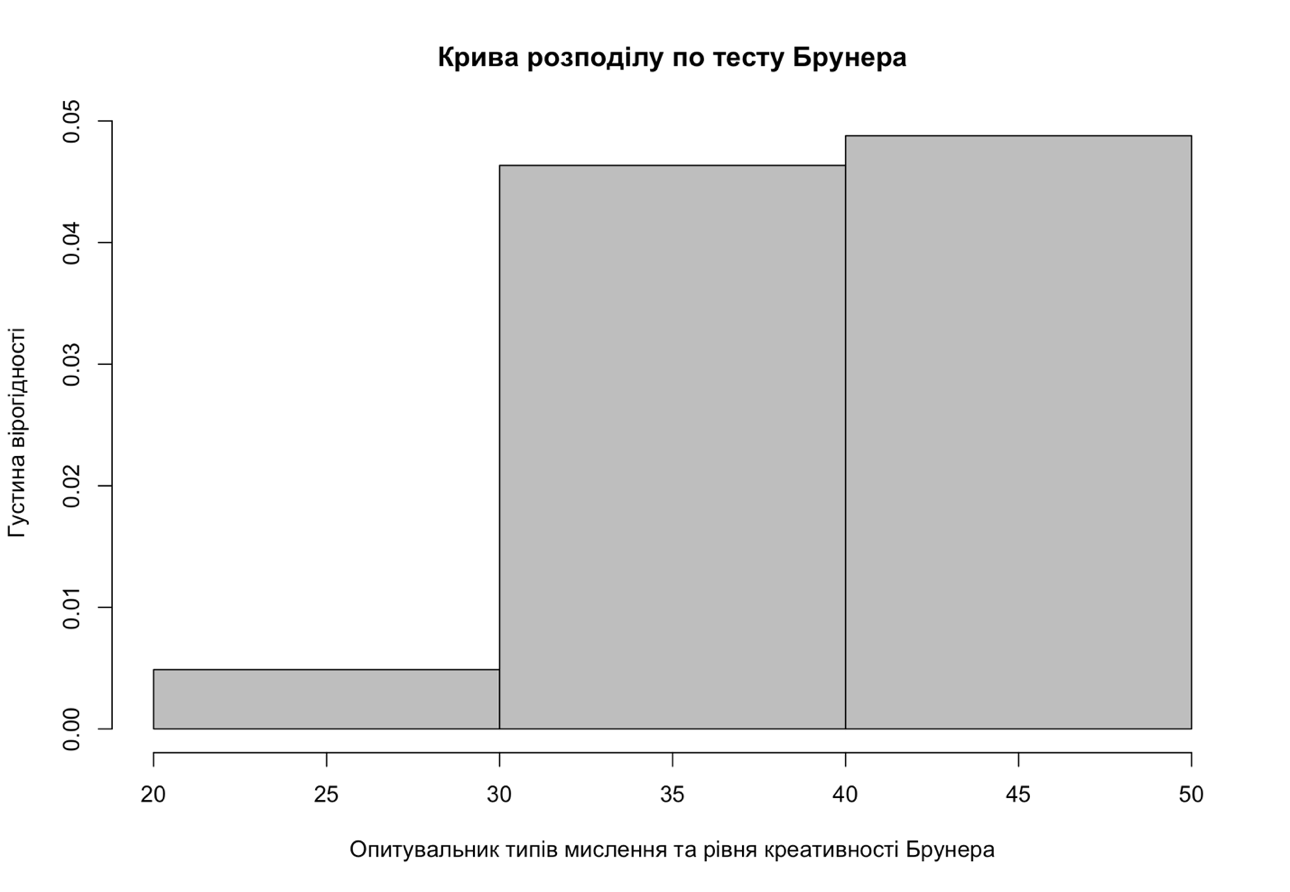 Крива розподілу по тесту Брунера
0.05
0.04
0.03
0.02
0.01
0.00
Густина вірогідності
20 25 30 35 40 45 50
Опитувальник типів мислення та рівня креативності Брунера